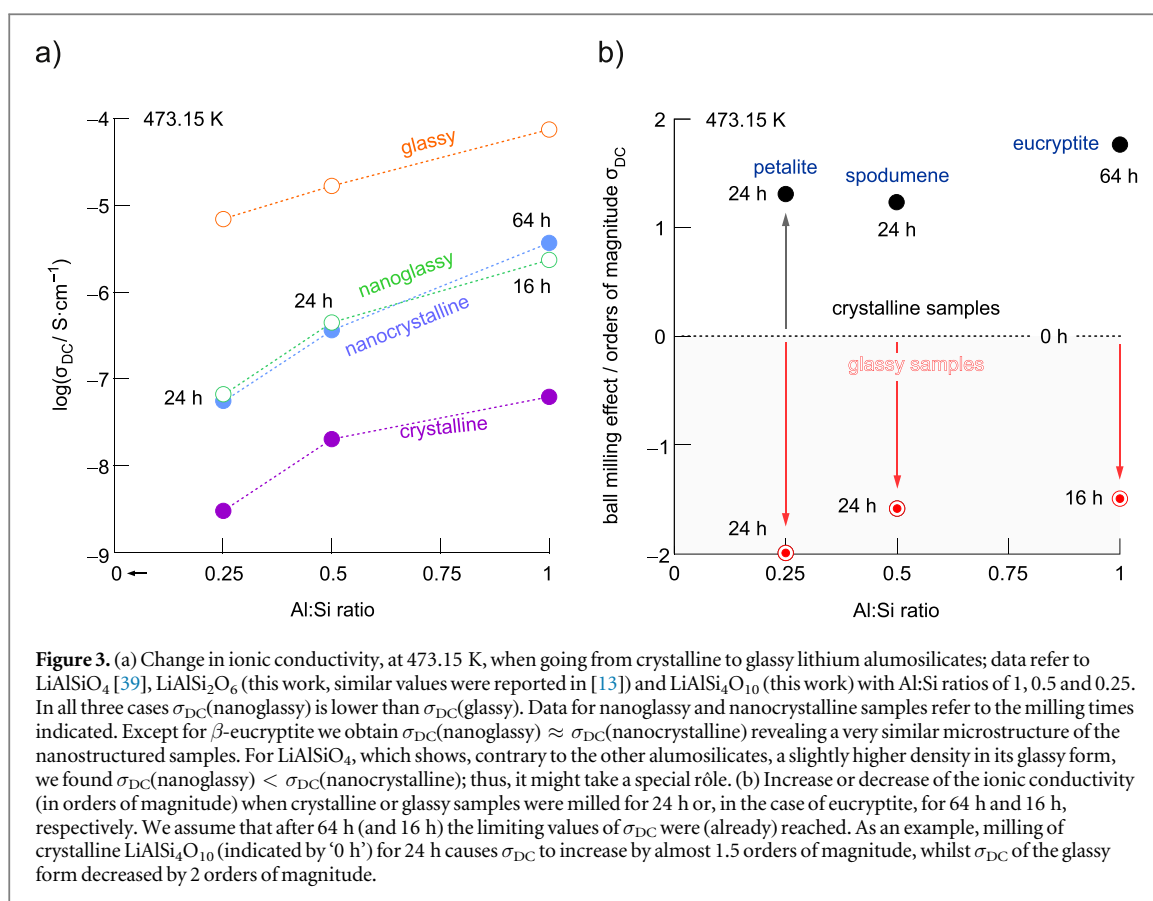 a)
473.15 K
−4
−5
−6
−7
−8
−9
log(σDC/ S·cm−1)
glassy
64 h
nanoglassy
24 h
16 h
nanocrystalline
24 h
crystalline
0
0.25
0.5
0.75
1
Al:Si ratio
b)
473.15 K
2
1
0
−1
−2
ball milling effect / orders of magnitude σDC
petalite
24 h
spodumene
24 h
eucryptite
64 h
crystalline samples
0 h
glassy samples
24 h
24 h
16 h
0
0.25
0.5
0.75
1
Al:Si ratio
Figure 3. (a) Change in ionic conductivity, at 473.15 K, when going from crystalline to glassy lithium alumosilicates; data refer to
LiAlSiO4 [39], LiAlSi2O6 (this work, similar values were reported in [13]) and LiAlSi4O10 (this work) with Al:Si ratios of 1, 0.5 and 0.25.
In all three cases σDC(nanoglassy) is lower than σDC(glassy). Data for nanoglassy and nanocrystalline samples refer to the milling times
indicated. Except for β-eucryptite we obtain σDC(nanoglassy) ≈ σDC(nanocrystalline) revealing a very similar microstructure of the
nanostructured samples. For LiAlSiO4, which shows, contrary to the other alumosilicates, a slightly higher density in its glassy form,
we found σDC(nanoglassy) < σDC(nanocrystalline); thus, it might take a special rôle. (b) Increase or decrease of the ionic conductivity
(in orders of magnitude) when crystalline or glassy samples were milled for 24 h or, in the case of eucryptite, for 64 h and 16 h,
respectively. We assume that after 64 h (and 16 h) the limiting values of σDC were (already) reached. As an example, milling of
crystalline LiAlSi4O10 (indicated by ‘0 h’) for 24 h causes σDC to increase by almost 1.5 orders of magnitude, whilst σDC of the glassy
form decreased by 2 orders of magnitude.